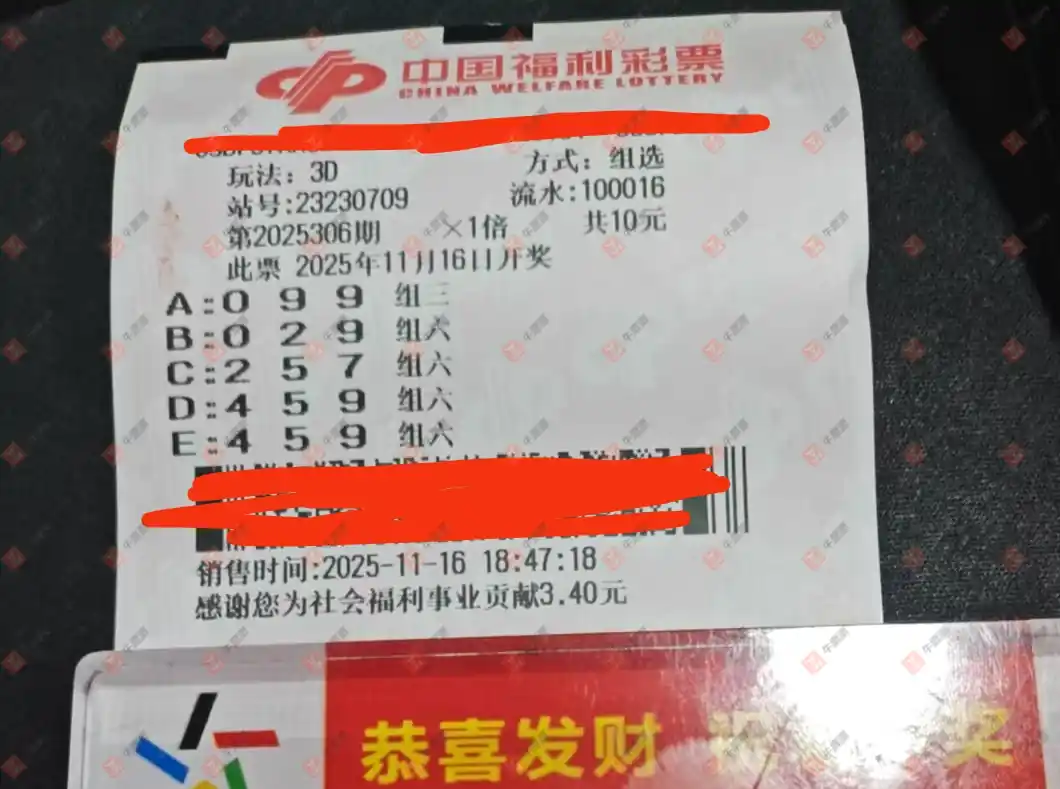 中国福利彩票
CHINA WELFARE LOTTERY
玩法：3D 方式：组选
站号:23230709 流水:100016
第2025306期 ×1倍 共10元
此票 2025年11月16日开奖
A:0 9 9 组三
B:0 2 9 组六
C:2 5 7 组六
D:4 5 9 组六
E:4 5 9 组六
销售时间:2025-11-16 18:47:18
感谢您为社会福利事业贡献3.40元
恭喜发财 奖